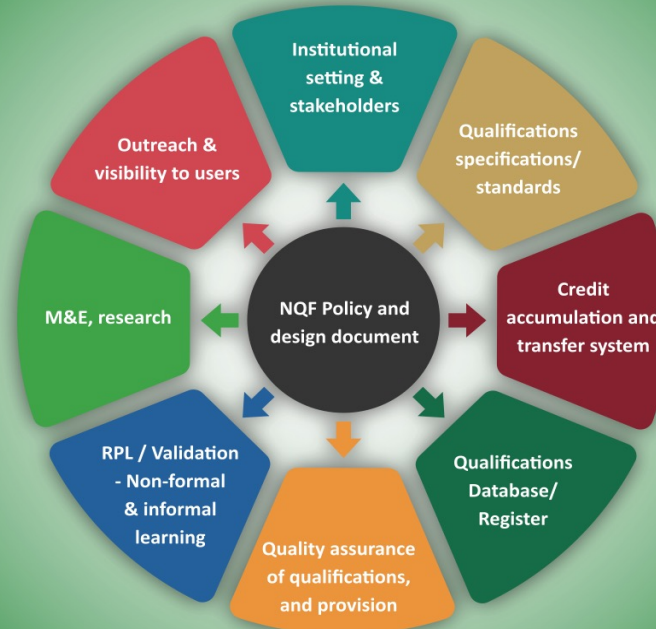 Institutional
setting &
stakeholders
Qualifications
specifications/
standards
Credit
accumulation and
transfer system
Qualifications
Database/
Register
Quality assurance
of qualifications,
and provision
RPL / Validation
- Non-formal
& informal
learning
M&E, research
Outreach &
visibility to users
NQF Policy and
design document